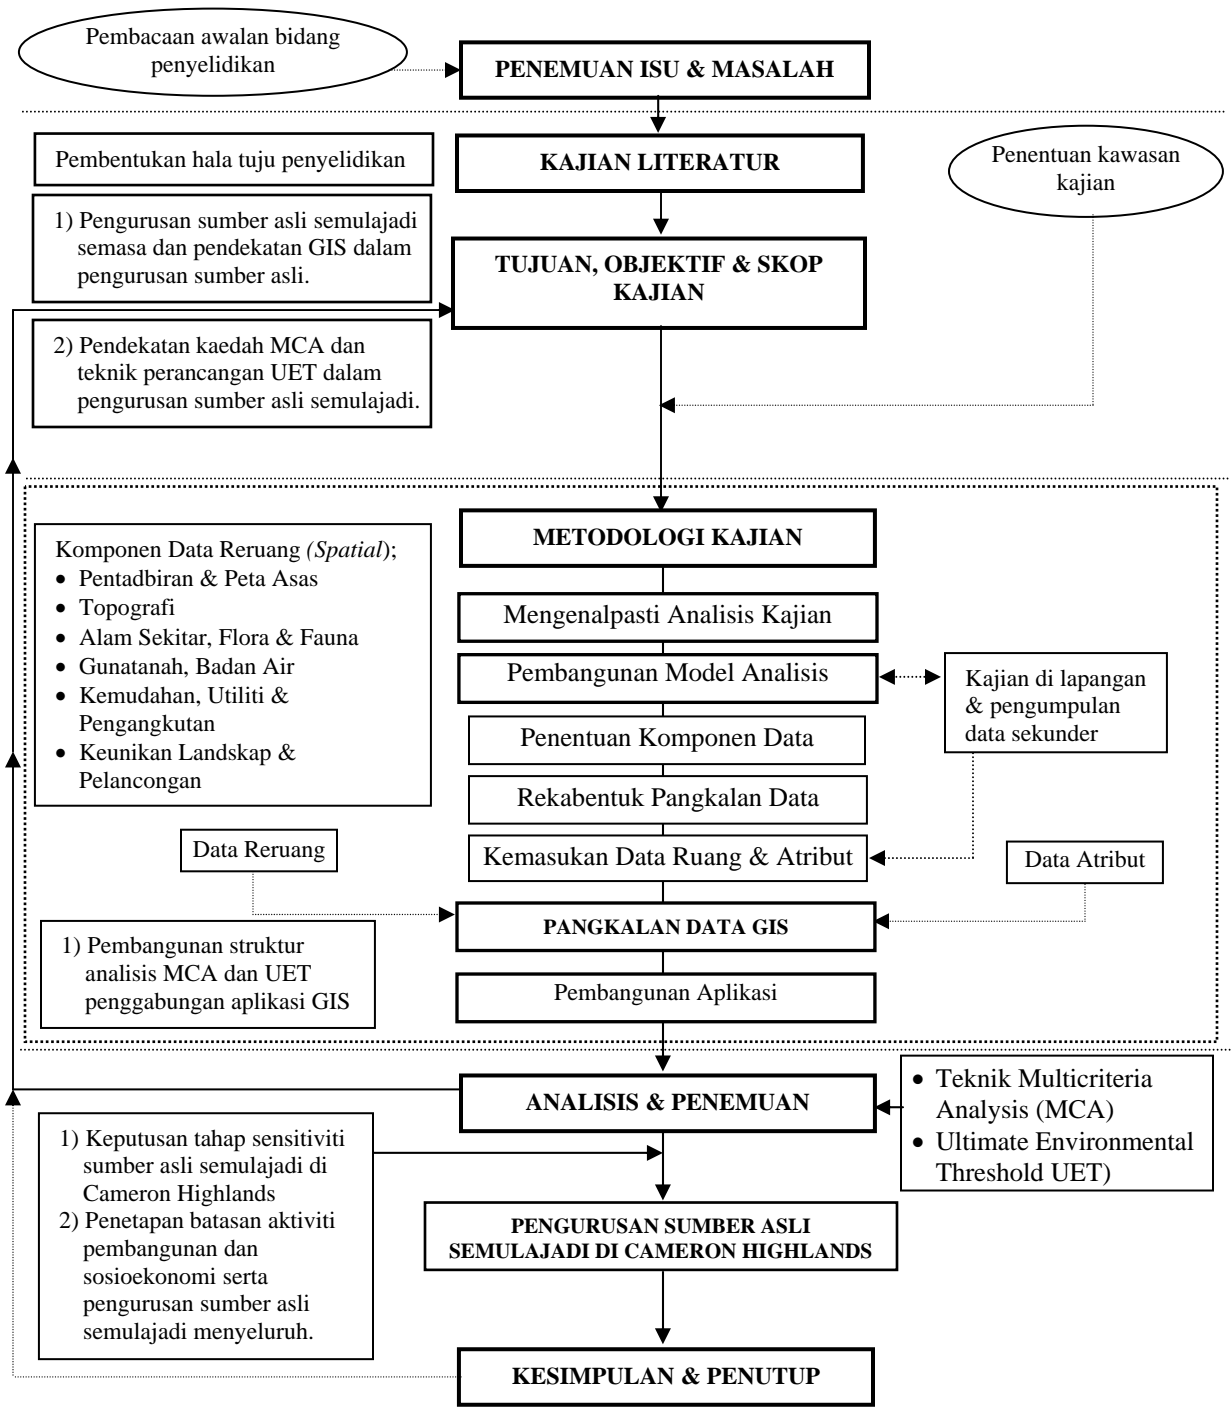 Pembacaan awalan bidang
penyelidikan
PENEMUAN ISU & MASALAH
Pembentukan hala tuju penyelidikan
KAJIAN LITERATUR
Penentuan kawasan
kajian
1) Pengurusan sumber asli semulajadi
semasa dan pendekatan GIS dalam
pengurusan sumber asli.
TUJUAN, OBJEKTIF & SKOP
KAJIAN
2) Pendekatan kaedah MCA dan
teknik perancangan UET dalam
pengurusan sumber asli semulajadi.
METODOLOGI KAJIAN
Komponen Data Reruang (Spatial);
• Pentadbiran & Peta Asas
• Topografi
• Alam Sekitar, Flora & Fauna
• Gunatanah, Badan Air
• Kemudahan, Utiliti &
Pengangkutan
• Keunikan Landskap &
Pelancongan
Mengenalpasti Analisis Kajian
Pembangunan Model Analisis
Kajian di lapangan
& pengumpulan
data sekunder
Penentuan Komponen Data
Rekabentuk Pangkalan Data
Data Reruang
Kemasukan Data Ruang & Atribut
Data Atribut
PANGKALAN DATA GIS
1) Pembangunan struktur
analisis MCA dan UET
penggabungan aplikasi GIS
Pembangunan Aplikasi
ANALISIS & PENEMUAN
• Teknik Multicriteria
Analysis (MCA)
• Ultimate Environmental
Threshold UET)
1) Keputusan tahap sensitiviti
sumber asli semulajadi di
Cameron Highlands
2) Penetapan batasan aktiviti
pembangunan dan
sosioekonomi serta
pengurusan sumber asli
semulajadi menyeluruh.
PENGURUSAN SUMBER ASLI
SEMULAJADI DI CAMERON HIGHLANDS
KESIMPULAN & PENUTUP